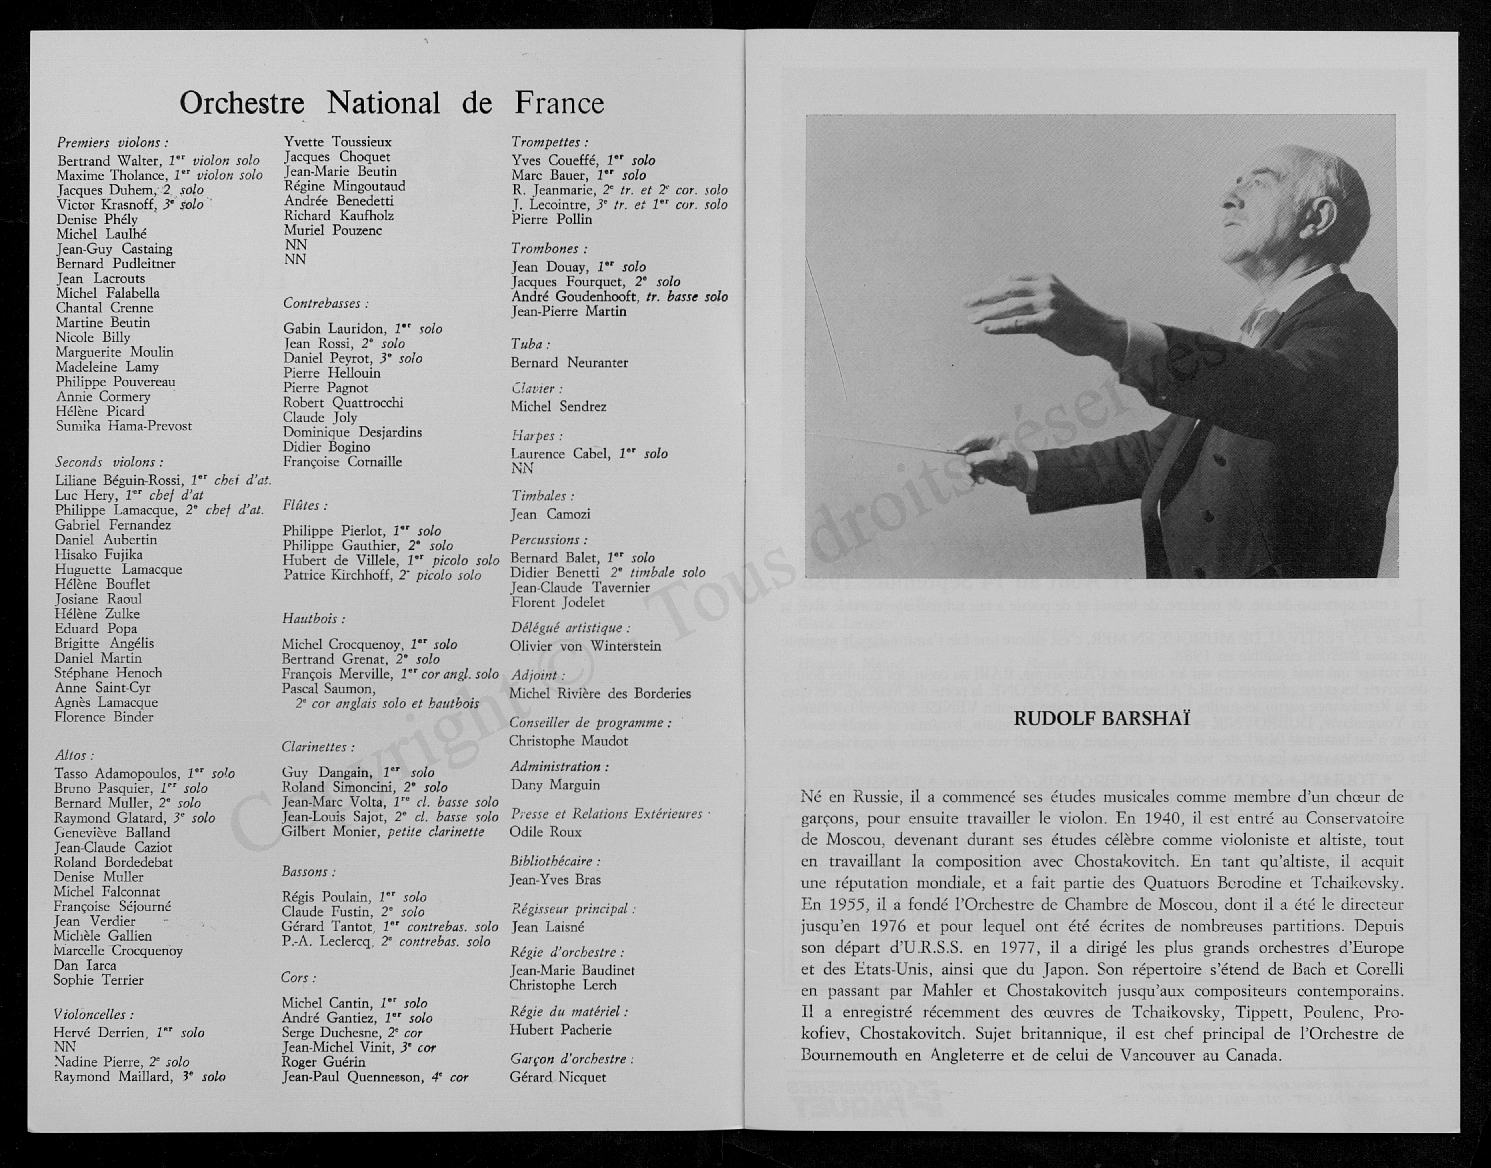 Orchestre National de France
Premiers violons :
Bertrand Walter, 1er violon solo
Maxime Tholance, 1er violon solo
Jacques Duhem, 2 solo
Victor Krasnoff, 3e solo
Denise Phély
Michel Laulhé
Jean-Guy Castaing
Bernard Pudleitner
Jean Lacrouts
Michel Falabella
Chantal Crenne
Martine Beutin
Nicole Billy
Marguerite Moulin
Madeleine Lamy
Philippe Pouvereau
Annie Cormery
Hélène Picard
Sumika Hama-Prevost
Seconds violons :
Liliane Béguin-Rossi, 1er chef d'at.
Luc Hery, 1er chef d'at
Philippe Lamacque, 2e chef d'at.
Gabriel Fernandez
Daniel Aubertin
Hisako Fujika
Huguette Lamacque
Hélène Bouflet
Josiane Raoul
Hélène Zulke
Eduard Popa
Brigitte Angélis
Daniel Martin
Stéphane Henoch
Anne Saint-Cyr
Agnès Lamacque
Florence Binder
Altos :
Tasso Adamopoulos, 1er solo
Bruno Pasquier, 1er solo
Bernard Muller, 2e solo
Raymond Glatard, 3e solo
Geneviève Balland
Jean-Claude Caziot
Roland Bordedebat
Denise Muller
Michel Falconnat
Françoise Séjourné
Jean Verdier
Michèle Gallien
Marcelle Crocquenoy
Dan Iarca
Sophie Terrier
Violoncelles :
Hervé Derrien, 1er solo
NN
Nadine Pierre, 2e solo
Raymond Maillard, 3e solo
Yvette Toussieux
Jacques Choquet
Jean-Marie Beutin
Régine Mingoutaud
Andrée Benedetti
Richard Kaufholz
Muriel Pouzenc
NN
NN
Contrebasses :
Gabin Lauridon, 1er solo
Jean Rossi, 2e solo
Daniel Peyrot, 3e solo
Pierre Hellouin
Pierre Pagnot
Robert Quattrocchi
Claude Joly
Dominique Desjardins
Didier Bogino
Françoise Cornaille
Flûtes :
Philippe Pierlot, 1er solo
Philippe Gauthier, 2e solo
Hubert de Villele, 1er picolo solo
Patrice Kirchhoff, 2e picolo solo
Hautbois :
Michel Crocquenoy, 1er solo
Bertrand Grenat, 2e solo
François Merville, 1er cor angl. solo
Pascal Saumon,
2e cor anglais solo et hautbois
Clarinettes :
Guy Dangain, 1er solo
Roland Simoncini, 2e solo
Jean-Marc Volta, 1re cl. basse solo
Jean-Louis Sajot, 2e cl. basse solo
Gilbert Monier, petite clarinette
Bassons :
Régis Poulain, 1er solo
Claude Fustin, 2e solo
Gérard Tantot, 1er contrebas. solo
P.-A. Leclercq, 2e contrebas. solo
Cors :
Michel Cantin, 1er solo
André Gantiez, 1er solo
Serge Duchesne, 2e cor
Jean-Michel Vinit, 3e cor
Roger Guérin
Jean-Paul Quennesson, 4e cor
Trompettes :
Yves Coueffé, 1er solo
Marc Bauer, 1er solo
R. Jeanmarie, 2e tr. et 2e cor. solo
J. Lecointre, 3e tr. et 1er cor. solo
Pierre Pollin
Trombones :
Jean Douay, 1er solo
Jacques Fourquet, 2e solo
André Goudenhooft, tr. basse solo
Jean-Pierre Martin
Tuba :
Bernard Neuranter
Clavier :
Michel Sendrez
Harpes :
Laurence Cabel, 1er solo
NN
Timbales :
Jean Camozi
Percussions :
Bernard Balet, 1er solo
Didier Benetti 2e timbale solo
Jean-Claude Tavernier
Florent Jodelet
Délégué artistique :
Olivier von Winterstein
Adjoint :
Michel Rivière des Borderies
Conseiller de programme :
Christophe Maudot
Administration :
Dany Marguin
Presse et Relations Extérieures :
Odile Roux
Bibliothécaire :
Jean-Yves Bras
Régisseur principal :
Jean Laisné
Régie d'orchestre :
Jean-Marie Baudinet
Christophe Lerch
Régie du matériel :
Hubert Pacherie
Garçon d'orchestre :
Gérard Nicquet
RUDOLF BARSHAÏ
Né en Russie, il a commencé ses études musicales comme membre d'un chœur de
garçons, pour ensuite travailler le violon. En 1940, il est entré au Conservatoire
de Moscou, devenant durant ses études célèbre comme violoniste et altiste, tout
en travaillant la composition avec Chostakovitch. En tant qu'altiste, il acquit
une réputation mondiale, et a fait partie des Quatuors Borodine et Tchaikovsky.
En 1955, il a fondé l'Orchestre de Chambre de Moscou, dont il a été le directeur
jusqu'en 1976 et pour lequel ont été écrites de nombreuses partitions. Depuis
son départ d'U.R.S.S. en 1977, il a dirigé les plus grands orchestres d'Europe
et des Etats-Unis, ainsi que du Japon. Son répertoire s'étend de Bach et Corelli
en passant par Mahler et Chostakovitch jusqu'aux compositeurs contemporains.
Il a enregistré récemment des œuvres de Tchaikovsky, Tippett, Poulenc, Pro-
kofiev, Chostakovitch. Sujet britannique, il est chef principal de l'Orchestre de
Bournemouth en Angleterre et de celui de Vancouver au Canada.
Copyright © - Tous droits réservés.